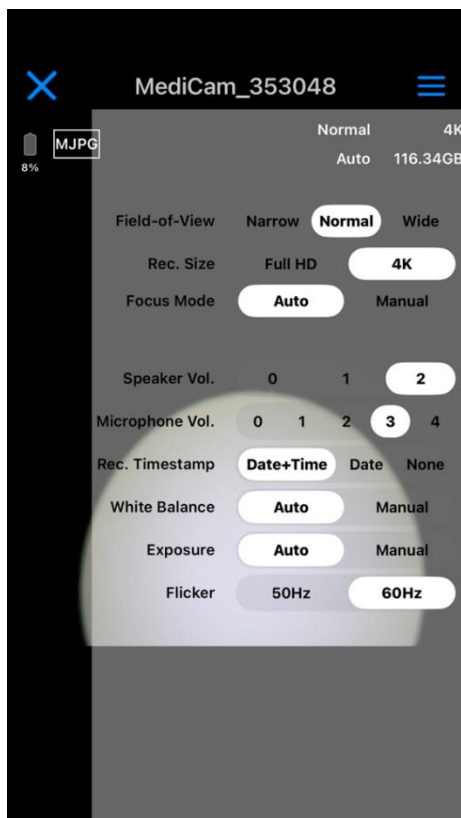 MediCam_353048
MJPG Normal 4K
8% Auto 116.34GB
Field-of-View Narrow Normal Wide
Rec. Size Full HD 4K
Focus Mode Auto Manual
Speaker Vol. 0 1 2
Microphone Vol. 0 1 2 3 4
Rec. Timestamp Date+Time Date None
White Balance Auto Manual
Exposure Auto Manual
Flicker 50Hz 60Hz